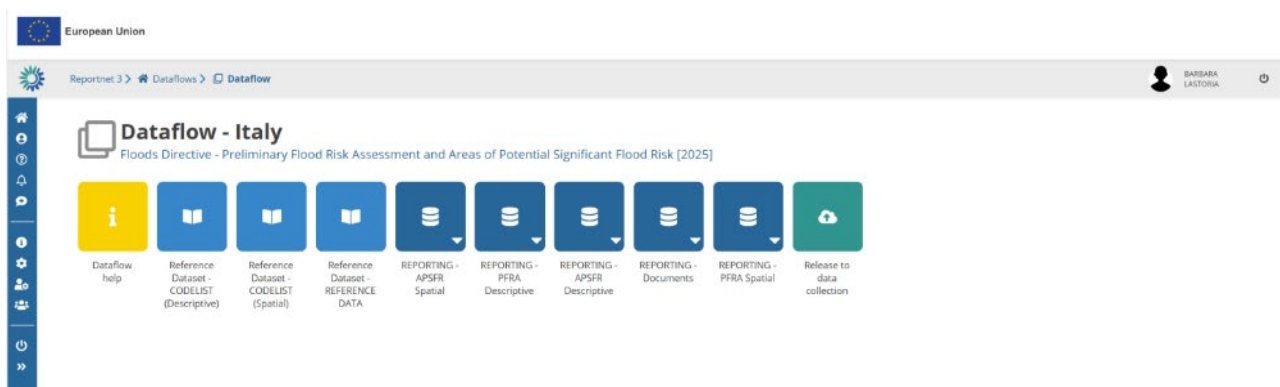 European Union
Reportnet 3 > Dataflows > Dataflow
BARBARA
LASTORIA
Dataflow - Italy
Floods Directive - Preliminary Flood Risk Assessment and Areas of Potential Significant Flood Risk [2025]
Dataflow
help
Reference
Dataset -
CODELIST
(Descriptive)
Reference
Dataset -
CODELIST
(Spatial)
Reference
Dataset -
REFERENCE
DATA
REPORTING -
APSFR
Spatial
REPORTING -
PFRA
Descriptive
REPORTING -
APSFR
Descriptive
REPORTING -
Documents
REPORTING -
PFRA Spatial
Release to
data
collection